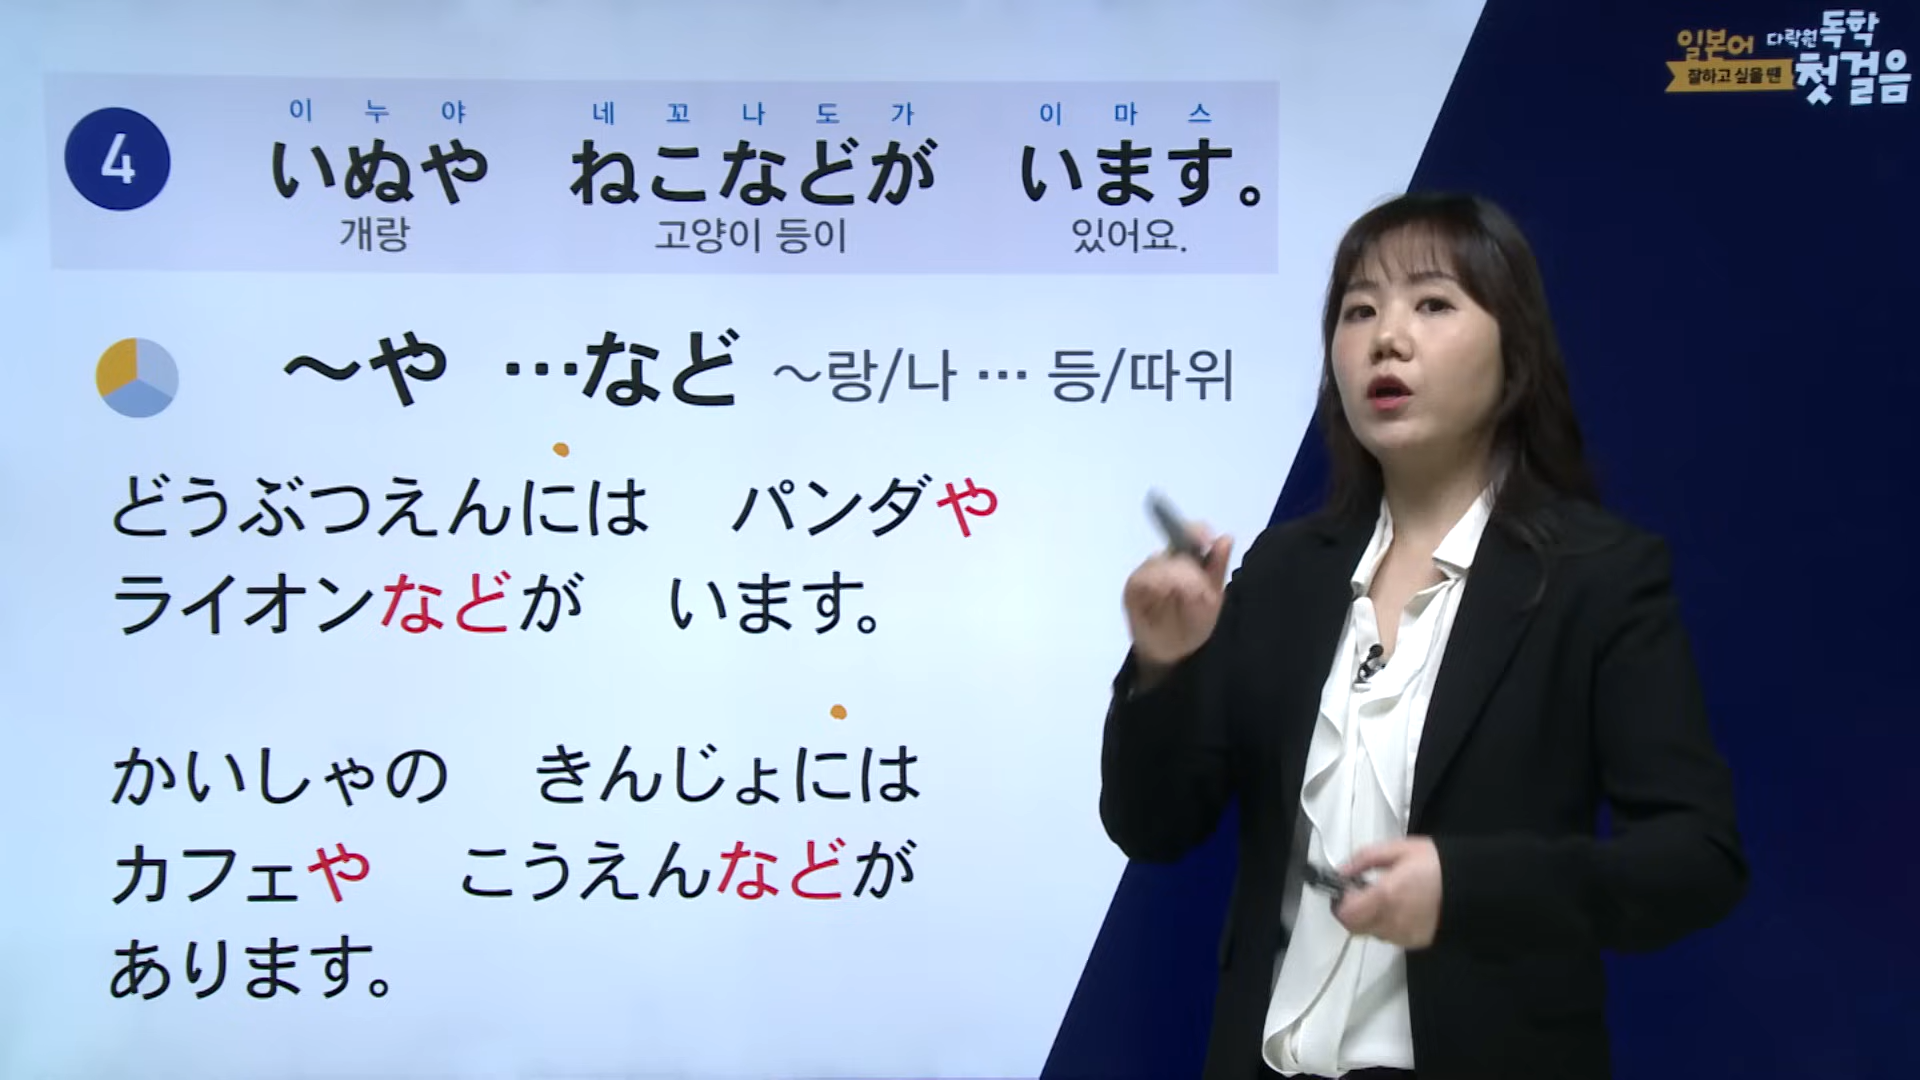 일본어 다락원 독학
잘하고 싶을 땐 첫걸음
4
이 누 야 네 꼬 나 도 가 이 마 스
いぬや ねこなどが います。
개랑 고양이 등이 있어요.
～や …など ～랑/나 … 등/따위
どうぶつえんには パンダや
ライオンなどが います。
かいしゃの きんじょには
カフェや こうえんなどが
あります。